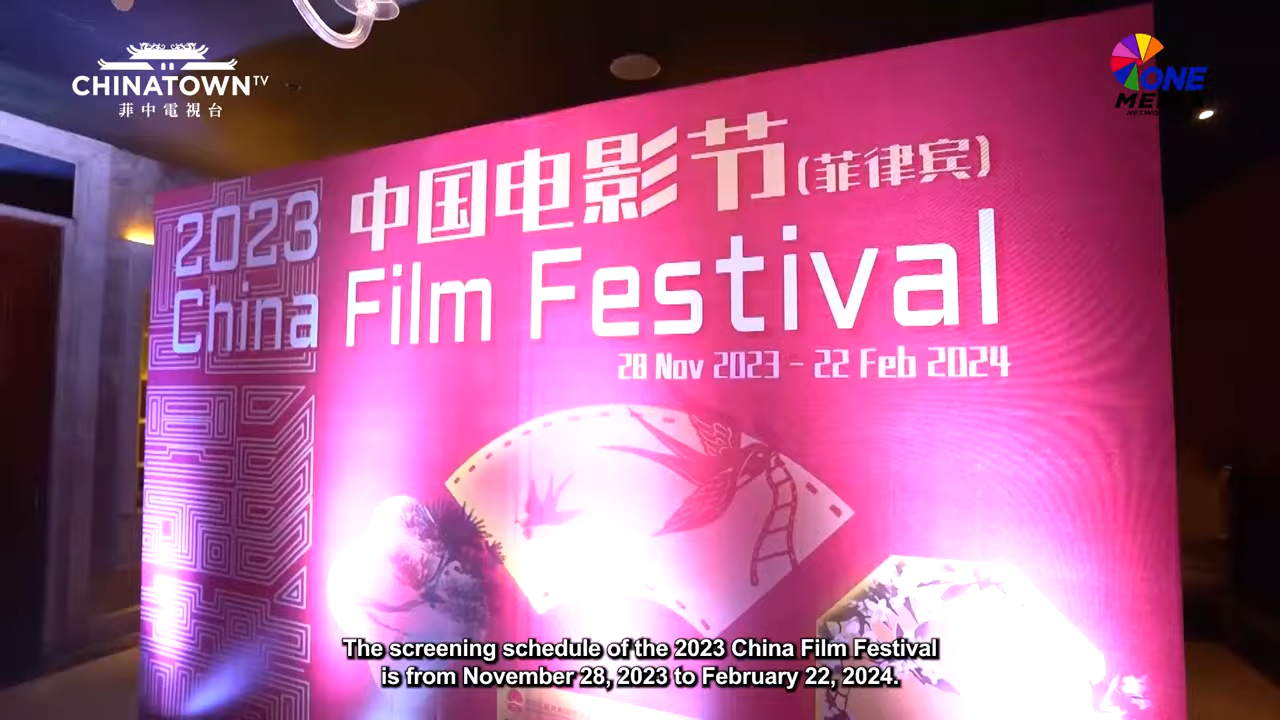 CHINATOWN TV
菲中電視台
ONE
MEDIA
NETWORK
2023 中国电影节(菲律宾)
China Film Festival
28 Nov 2023 - 22 Feb 2024
The screening schedule of the 2023 China Film Festival
is from November 28, 2023 to February 22, 2024.